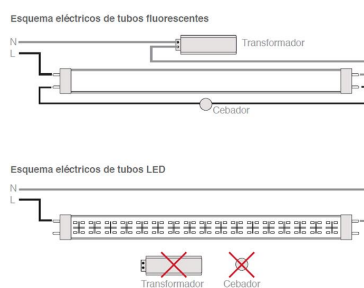 Esquema eléctricos de tubos fluorescentes
N
Transformador
L
Cebador
Esquema eléctricos de tubos LED
N
L
Transformador Cebador